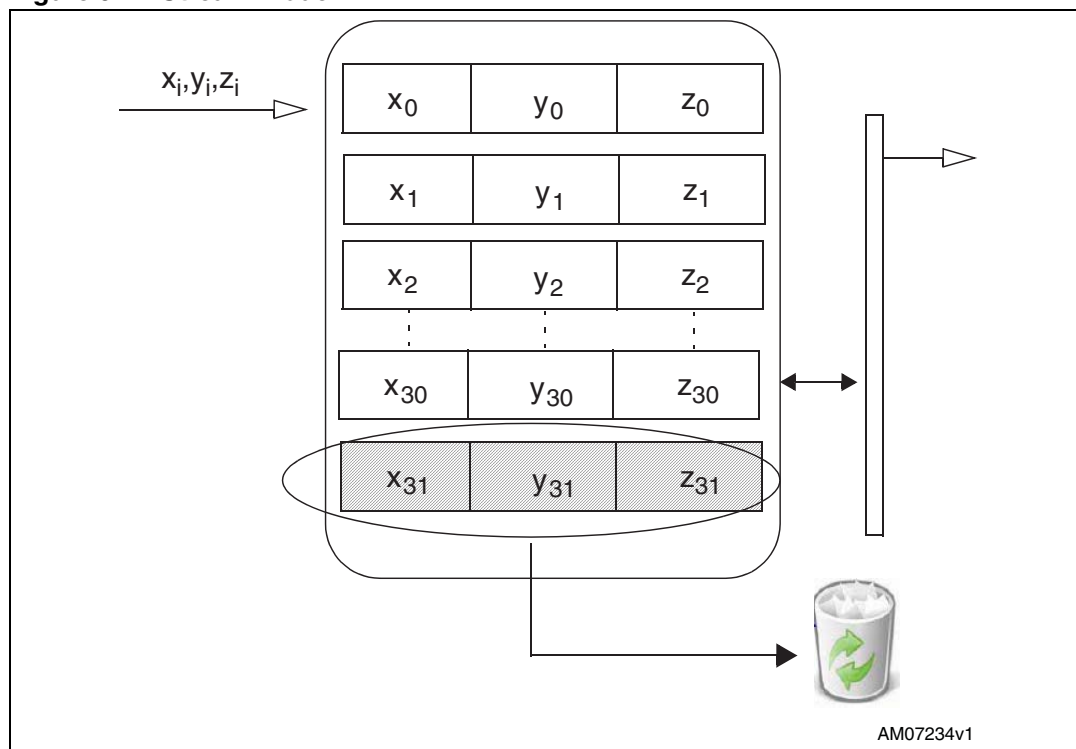 xᵢ,yᵢ,zᵢ
x₀ y₀ z₀
x₁ y₁ z₁
x₂ y₂ z₂
x₃₀ y₃₀ z₃₀
x₃₁ y₃₁ z₃₁
AM07234v1